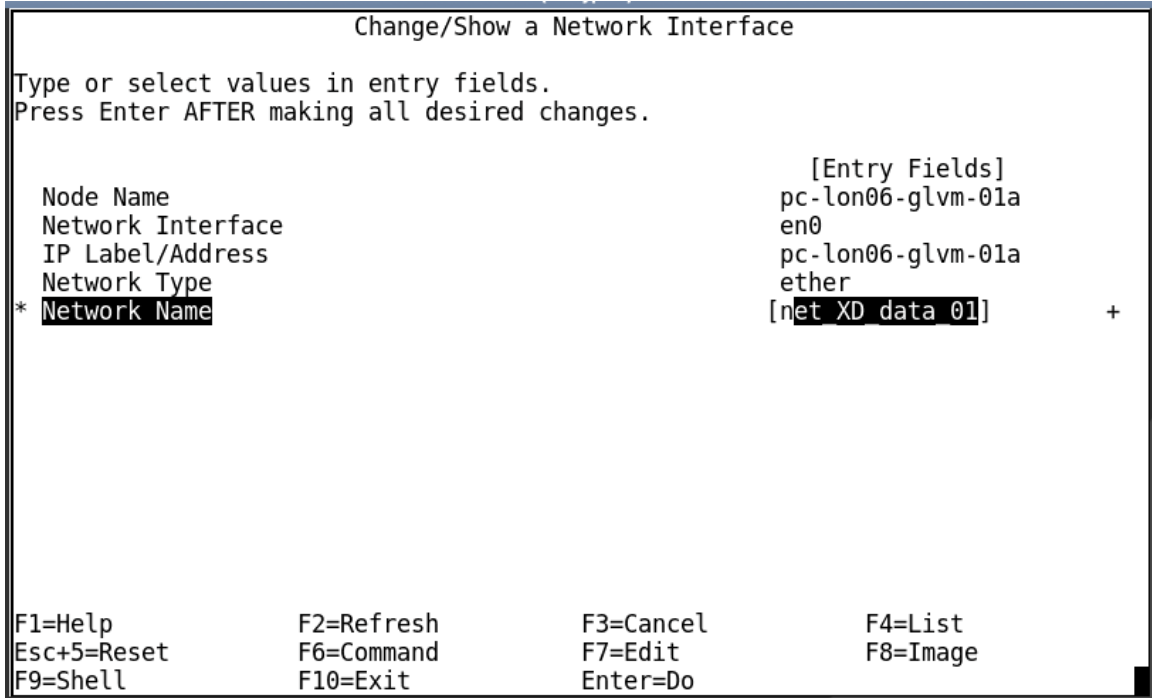 Change/Show a Network Interface
Type or select values in entry fields.
Press Enter AFTER making all desired changes.
[Entry Fields]
Node Name pc-lon06-glvm-01a
Network Interface en0
IP Label/Address pc-lon06-glvm-01a
Network Type ether
* Network Name [net_XD_data_01] +
F1=Help F2=Refresh F3=Cancel F4=List
Esc+5=Reset F6=Command F7=Edit F8=Image
F9=Shell F10=Exit Enter=Do